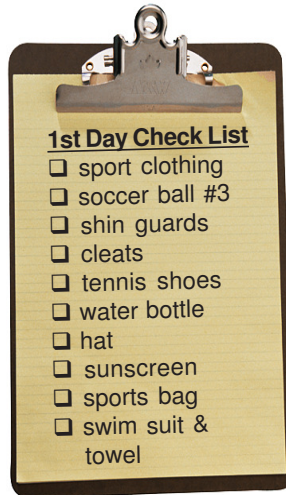 1st Day Check List
❑ sport clothing
❑ soccer ball #3
❑ shin guards
❑ cleats
❑ tennis shoes
❑ water bottle
❑ hat
❑ sunscreen
❑ sports bag
❑ swim suit &
towel